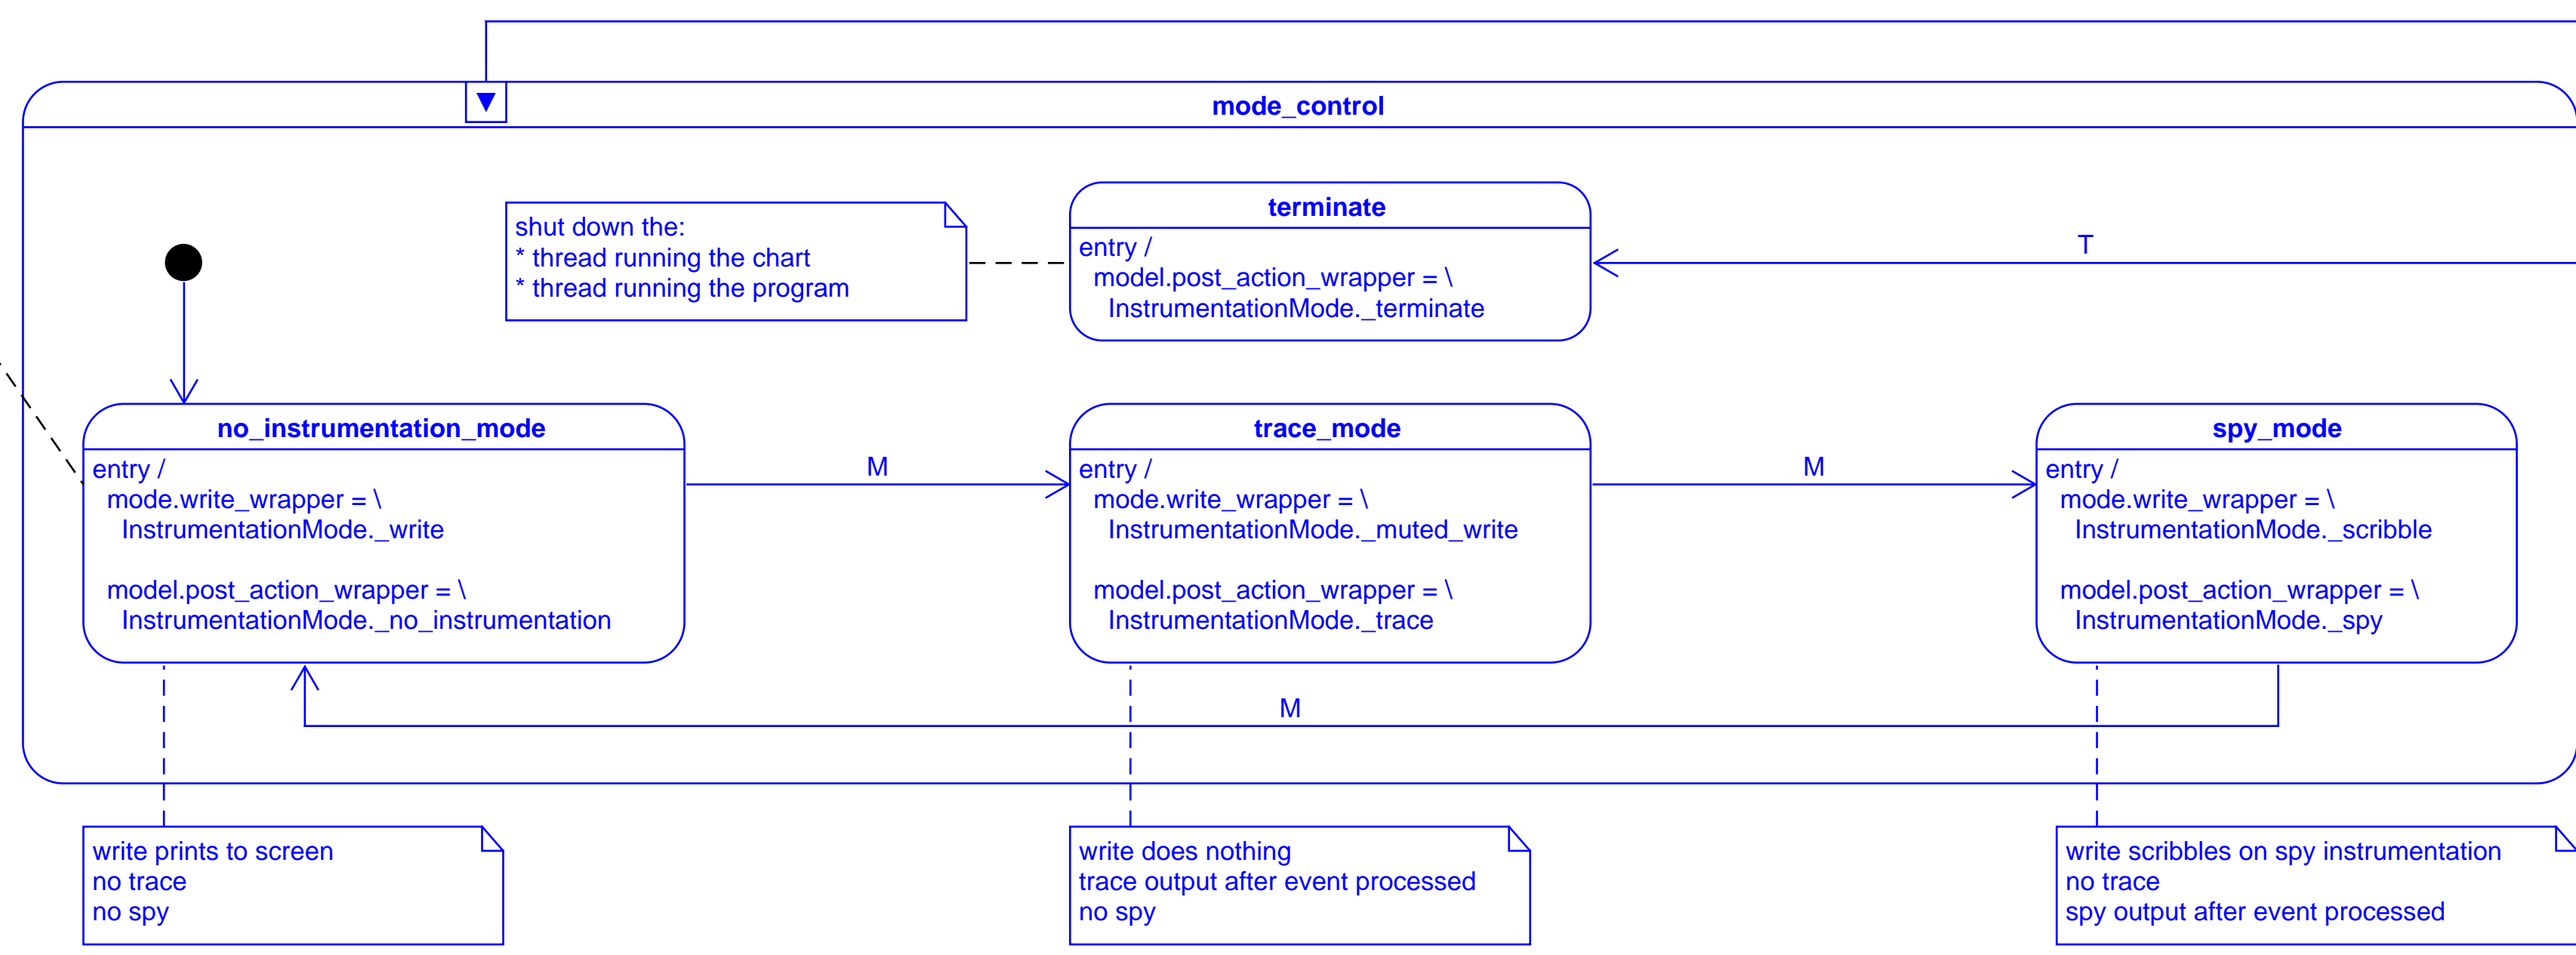 mode_control
shut down the:
* thread running the chart
* thread running the program
terminate
entry /
model.post_action_wrapper = \
InstrumentationMode._terminate
T
no_instrumentation_mode
entry /
mode.write_wrapper = \
InstrumentationMode._write
model.post_action_wrapper = \
InstrumentationMode._no_instrumentation
M
trace_mode
entry /
mode.write_wrapper = \
InstrumentationMode._muted_write
model.post_action_wrapper = \
InstrumentationMode._trace
M
spy_mode
entry /
mode.write_wrapper = \
InstrumentationMode._scribble
model.post_action_wrapper = \
InstrumentationMode._spy
M
write prints to screen
no trace
no spy
write does nothing
trace output after event processed
no spy
write scribbles on spy instrumentation
no trace
spy output after event processed